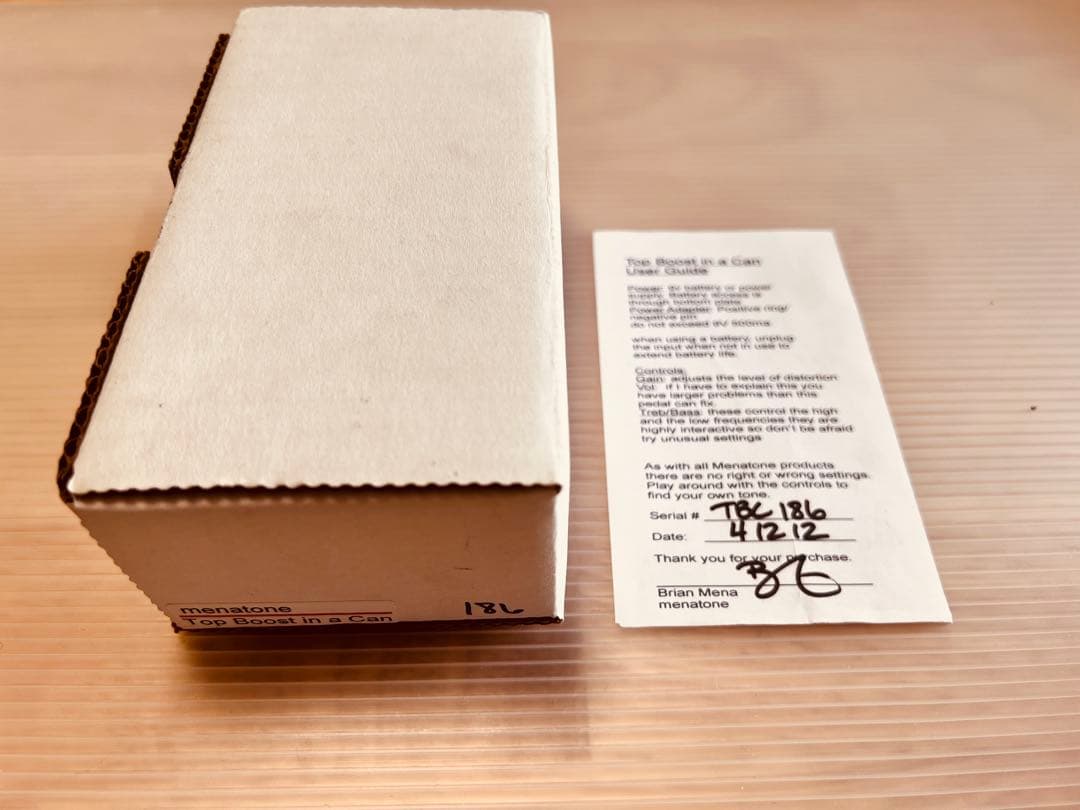 menatone
Top Boost in a Can
186
Top Boost in a Can
User Guide
Power: 9V battery or power
supply. Battery access is
through bottom plate.
Power Adapter: Positive ring/
negative pin
do not exceed 9V 500ma
when using a battery, unplug
the input when not in use to
extend battery life.
Controls:
Gain: adjusts the level of distortion
Vol: if I have to explain this you
have larger problems than this
pedal can fix.
Treb/Bass: these control the high
and the low frequencies they are
highly interactive so don't be afraid
try unusual settings
As with all Menatone products
there are no right or wrong settings.
Play around with the controls to
find your own tone.
Serial # TBC 186
Date: 4 12 12
Thank you for your purchase.
Brian Mena
menatone